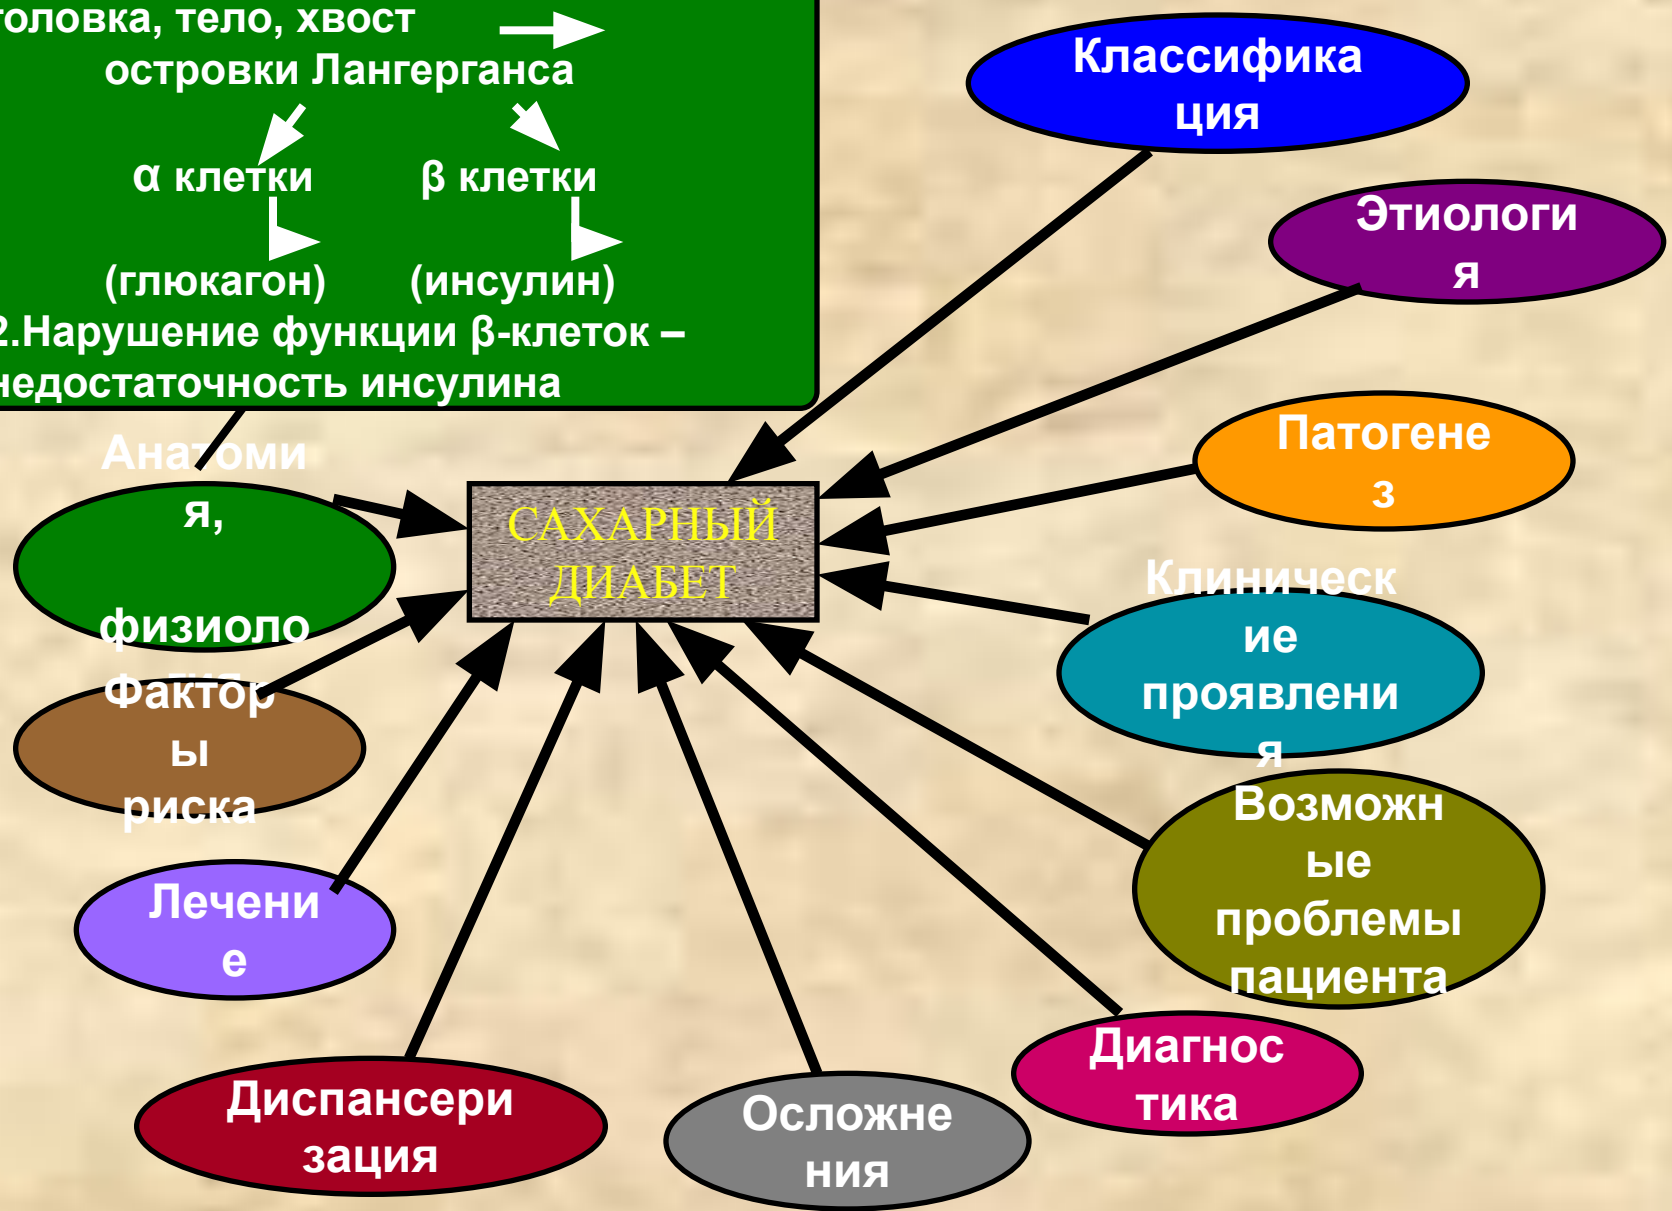 головка, тело, хвост
островки Лангерганса
α клетки β клетки
(глюкагон) (инсулин)
2.Нарушение функции β-клеток –
недостаточность инсулина
Классифика
ция
Этиологи
я
Патогене
з
Клиническ
ие
проявлени
я
Возможн
ые
проблемы
пациента
Диагнос
тика
Осложне
ния
Диспансери
зация
Лечени
е
Фактор
ы
риска
Анатоми
я,
физиоло
САХАРНЫЙ
ДИАБЕТ